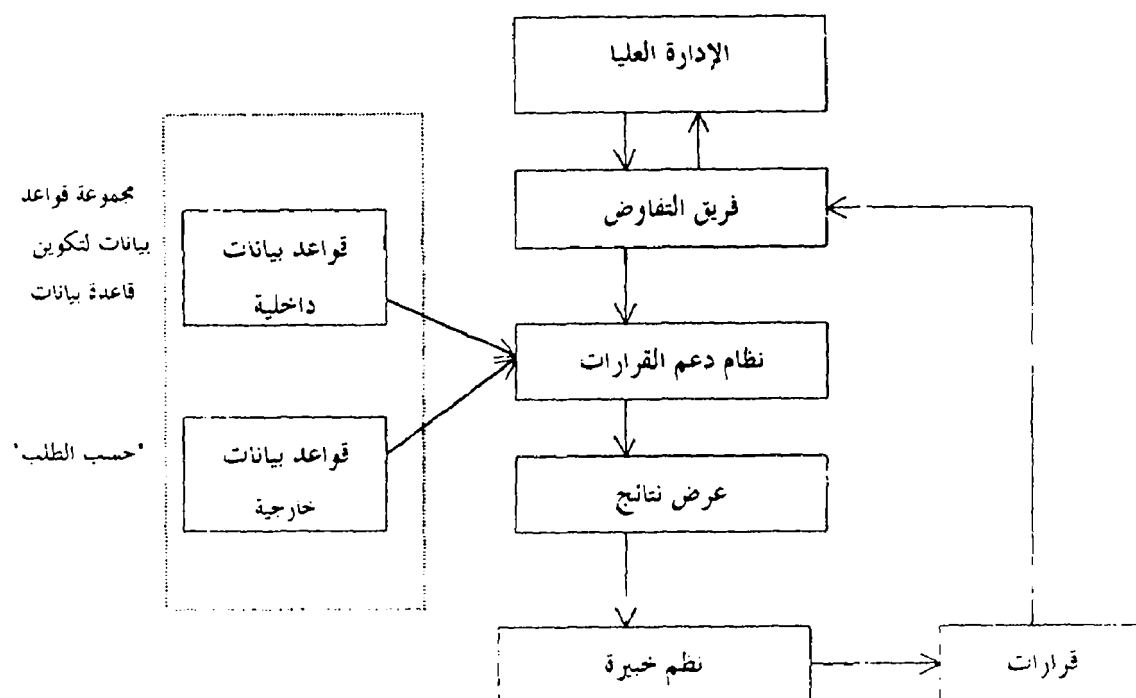 الإدارة العليا
فريق التفاوض
مجموعة قواعد
بيانات لتكوين
قاعدة بيانات
قواعد بيانات
داخلية
نظام دعم القرارات
"حسب الطلب"
قواعد بيانات
خارجية
عرض نتائج
نظم خبيرة
قرارات